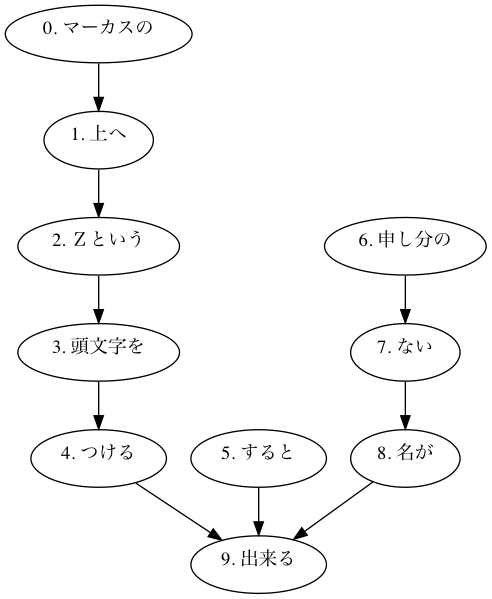 0. マーカスの
1. 上へ
2. Ｚという
6. 申し分の
3. 頭文字を
7. ない
4. つける
5. すると
8. 名が
9. 出来る